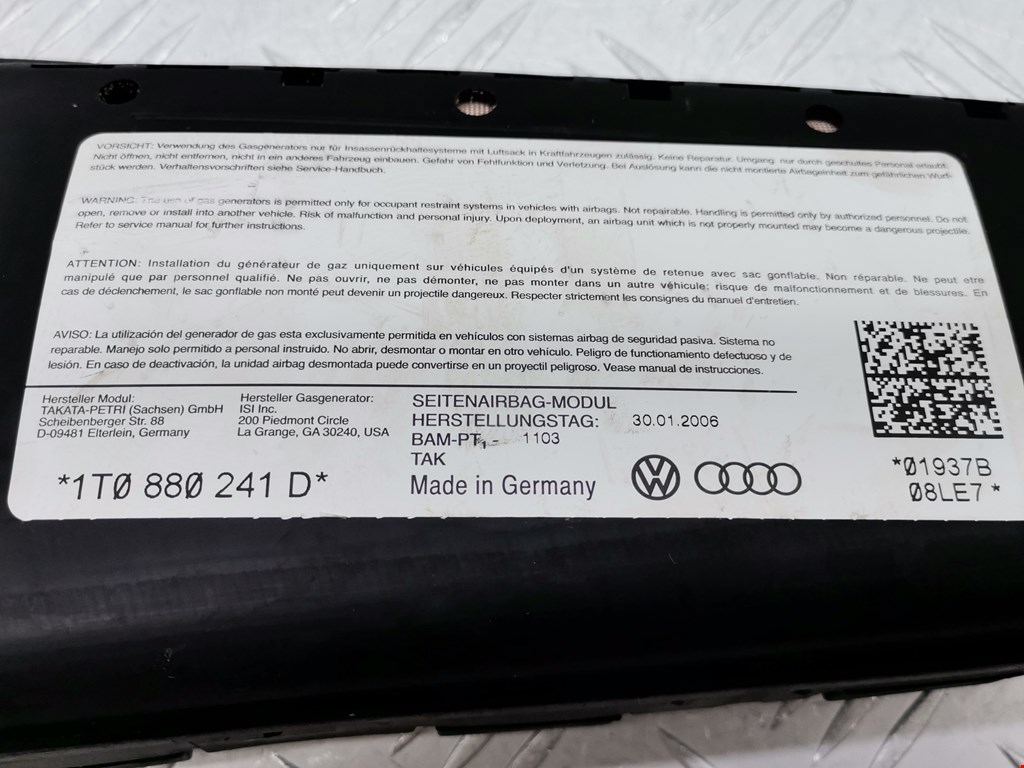 VORSICHT: Verwendung des Gasgenerators nur für Insassenrückhaltesysteme mit Luftsack in Kraftfahrzeugen zulässig. Keine Reparatur. Umgang nur durch geschultes Personal erlaubt.
Nicht öffnen, nicht entfernen, nicht in ein anderes Fahrzeug einbauen. Gefahr von Fehlfunktion und Verletzung. Bei Auslösung kann die nicht montierte Airbageinheit zum gefährlichen Wurf-
stück werden. Verhaltensvorschriften siehe Service-Handbuch.
WARNING: The use of gas generators is permitted only for occupant restraint systems in vehicles with airbags. Not repairable. Handling is permitted only by authorized personnel. Do not
open, remove or install into another vehicle. Risk of malfunction and personal injury. Upon deployment, an airbag unit which is not properly mounted may become a dangerous projectile.
Refer to service manual for further instructions.
ATTENTION: Installation du générateur de gaz uniquement sur véhicules équipés d'un système de retenue avec sac gonflable. Non réparable. Ne peut etre
manipulé que par personnel qualifié. Ne pas ouvrir, ne pas démonter, ne pas monter dans un autre véhicule: risque de malfonctionnement et de blessures. En
cas de déclenchement, le sac gonflable non monté peut devenir un projectile dangereux. Respecter strictement les consignes du manuel d'entretien.
AVISO: La utilización del generador de gas esta exclusivamente permitida en vehículos con sistemas airbag de seguridad pasiva. Sistema no
reparable. Manejo solo permitido a personal instruido. No abrir, desmontar o montar en otro vehículo. Peligro de funcionamiento defectuoso y de
lesión. En caso de deactivación, la unidad airbag desmontada puede convertirse en un proyectil peligroso. Vease manual de instrucciones.
Hersteller Modul:
TAKATA-PETRI (Sachsen) GmbH
Scheibenberger Str. 88
D-09481 Elterlein, Germany
Hersteller Gasgenerator:
ISI Inc.
200 Piedmont Circle
La Grange, GA 30240, USA
SEITENAIRBAG-MODUL
HERSTELLUNGSTAG: 30.01.2006
BAM-PT1- 1103
TAK
Made in Germany
*1T0 880 241 D*
*01937B
08LE7*